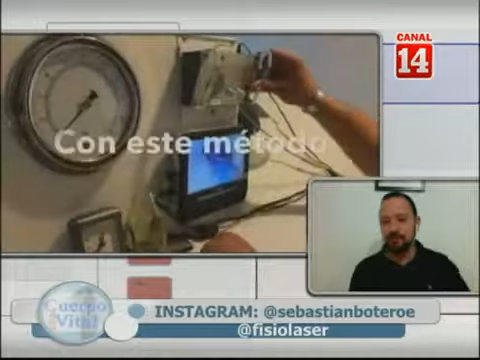 CANAL
14
Con este método
Cuerpo
Vital
INSTAGRAM: @sebastianboteroe
@fisiolaser